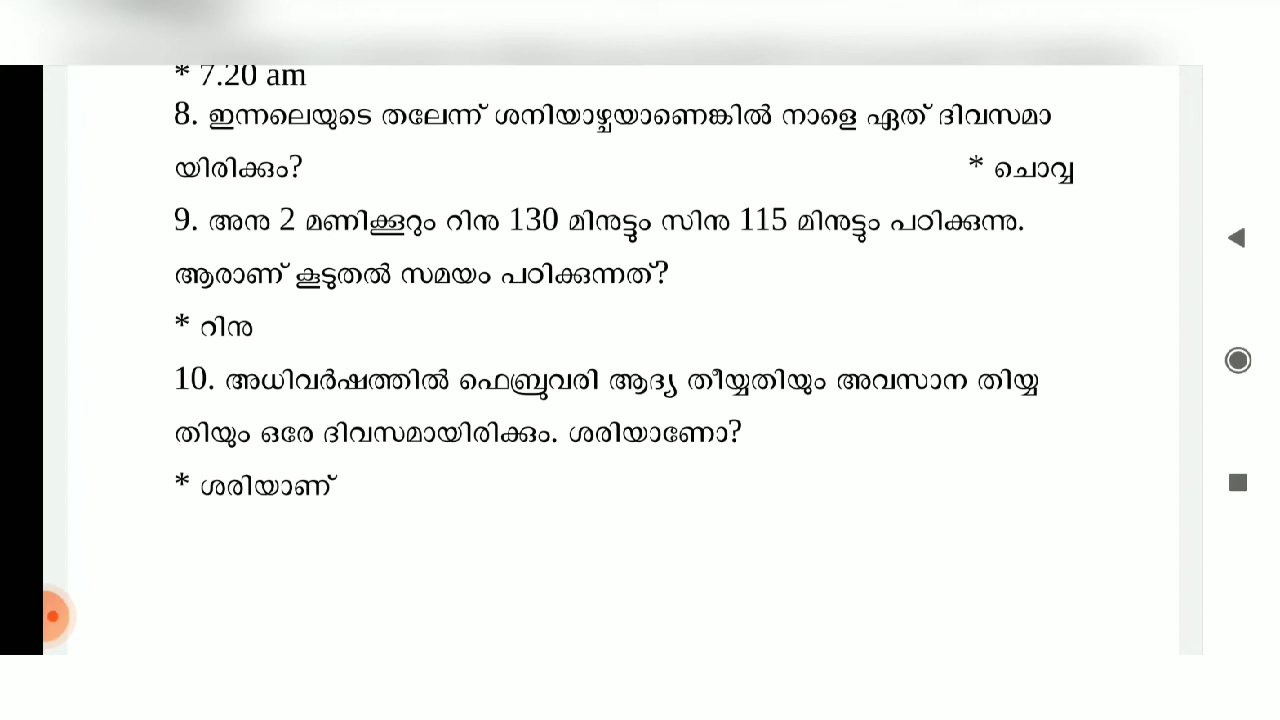 * 7.20 am
8. ഇന്നലെയുടെ തലേന്ന് ശനിയാഴ്ചയാണെങ്കിൽ നാളെ ഏത് ദിവസമാ
യിരിക്കും? * ചൊവ്വ
9. അനു 2 മണിക്കൂറും റിനു 130 മിനുട്ടും സിനു 115 മിനുട്ടും പഠിക്കുന്നു.
ആരാണ് കൂടുതൽ സമയം പഠിക്കുന്നത്?
* റിനു
10. അധിവർഷത്തിൽ ഫെബ്രുവരി ആദ്യ തീയ്യതിയും അവസാന തിയ്യ
തിയും ഒരേ ദിവസമായിരിക്കും. ശരിയാണോ?
* ശരിയാണ്